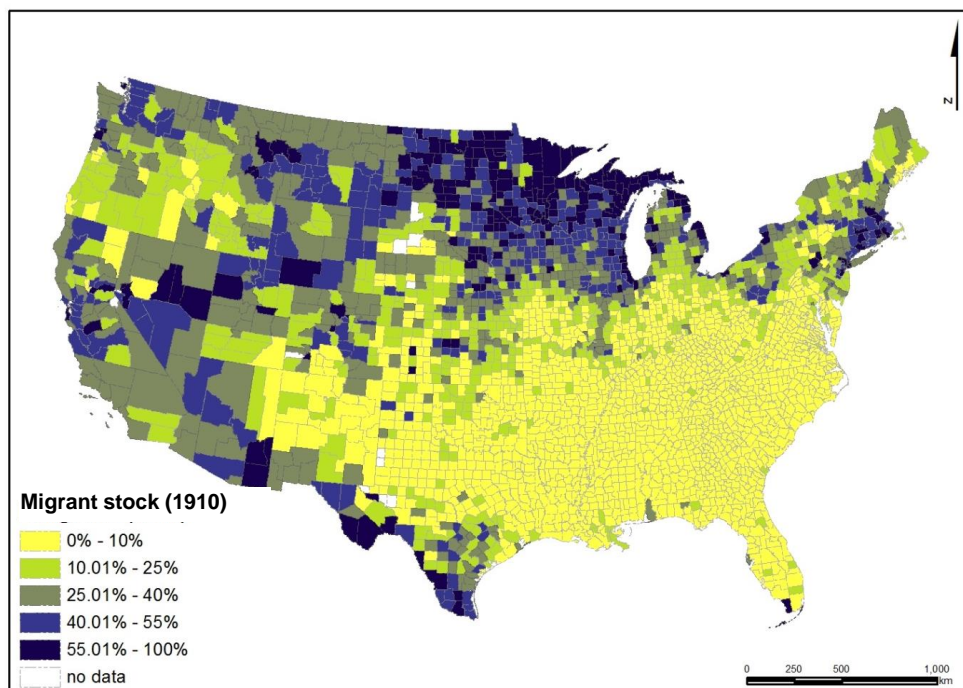 N
Migrant stock (1910)
0% - 10%
10.01% - 25%
25.01% - 40%
40.01% - 55%
55.01% - 100%
no data
0 250 500 1,000
km